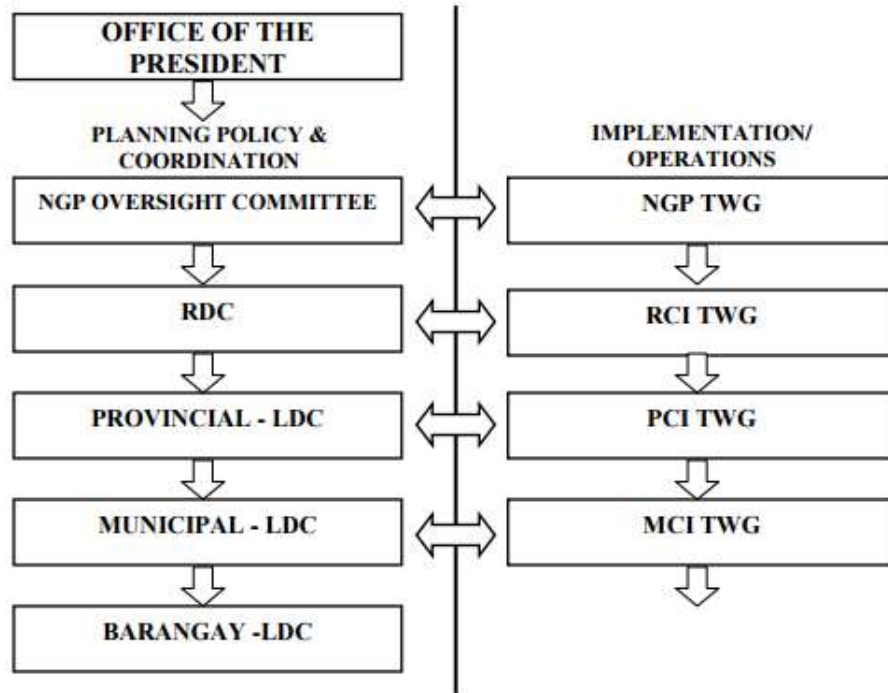 OFFICE OF THE
PRESIDENT
PLANNING POLICY &
COORDINATION
IMPLEMENTATION/
OPERATIONS
NGP OVERSIGHT COMMITTEE
NGP TWG
RDC
RCI TWG
PROVINCIAL - LDC
PCI TWG
MUNICIPAL - LDC
MCI TWG
BARANGAY -LDC